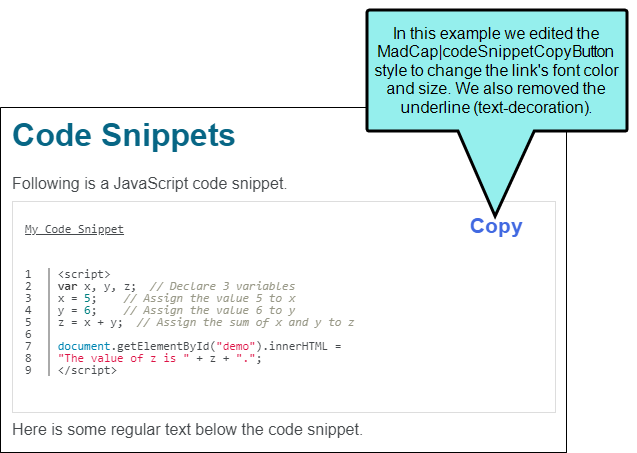 In this example we edited the
MadCap|codeSnippetCopyButton
style to change the link's font color
and size. We also removed the
underline (text-decoration).
Code Snippets
Following is a JavaScript code snippet.
My Code Snippet
Copy
1 <script>
2 var x, y, z; // Declare 3 variables
3 x = 5; // Assign the value 5 to x
4 y = 6; // Assign the value 6 to y
5 z = x + y; // Assign the sum of x and y to z
6
7 document.getElementById("demo").innerHTML =
8 "The value of z is " + z + ".";
9 </script>
Here is some regular text below the code snippet.